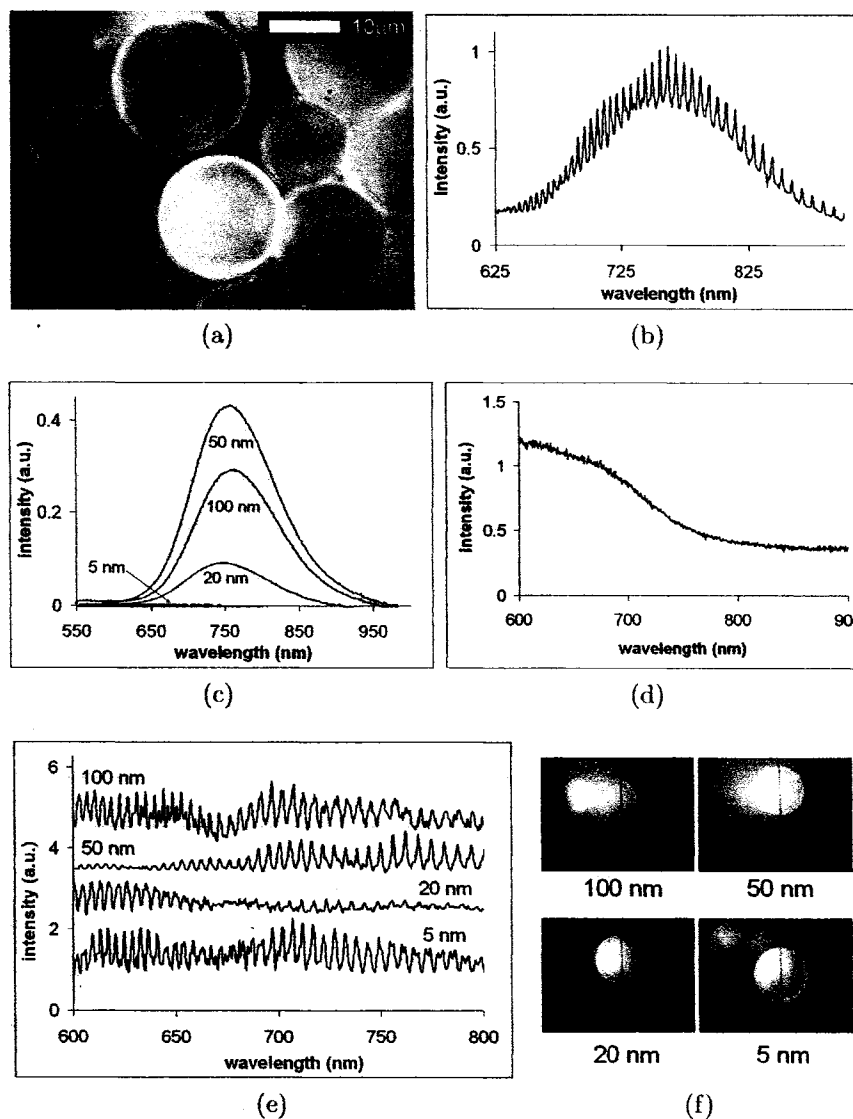 10µm
1
0.5
0
intensity (a.u.)
625
725
825
wavelength (nm)
(a)
(b)
0.4
0.2
0
intensity (a.u.)
50 nm
100 nm
5 nm
20 nm
550
650
750
850
950
wavelength (nm)
1.5
1
0.5
0
intensity (a.u.)
600
700
800
90
wavelength (nm)
(c)
(d)
6
4
2
0
intensity (a.u.)
100 nm
50 nm
20 nm
5 nm
600
650
700
750
800
wavelength (nm)
100 nm
50 nm
20 nm
5 nm
(e)
(f)